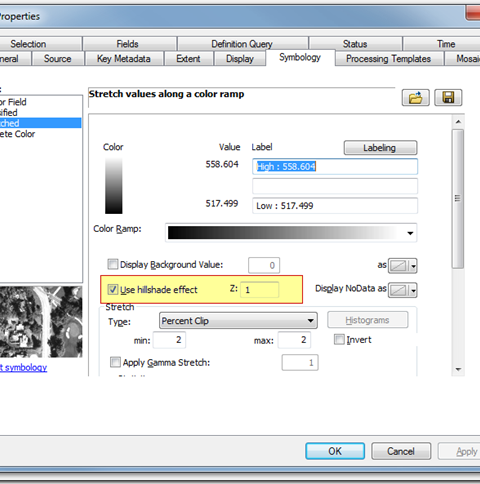 Properties
Selection Fields Definition Query Status Time
neral Source Key Metadata Extent Display Symbology Processing Templates Mosaic
:
or Field
sified
tched
ete Color
Stretch values along a color ramp
Color Value Label Labeling
558.604 High : 558.604
517.499 Low : 517.499
Color Ramp:
Display Background Value: 0 as
Use hillshade effect Z: 1 Display NoData as
Stretch
Type: Percent Clip Histograms
min: 2 max: 2 Invert
Apply Gamma Stretch: 1
t symbology
OK Cancel Apply